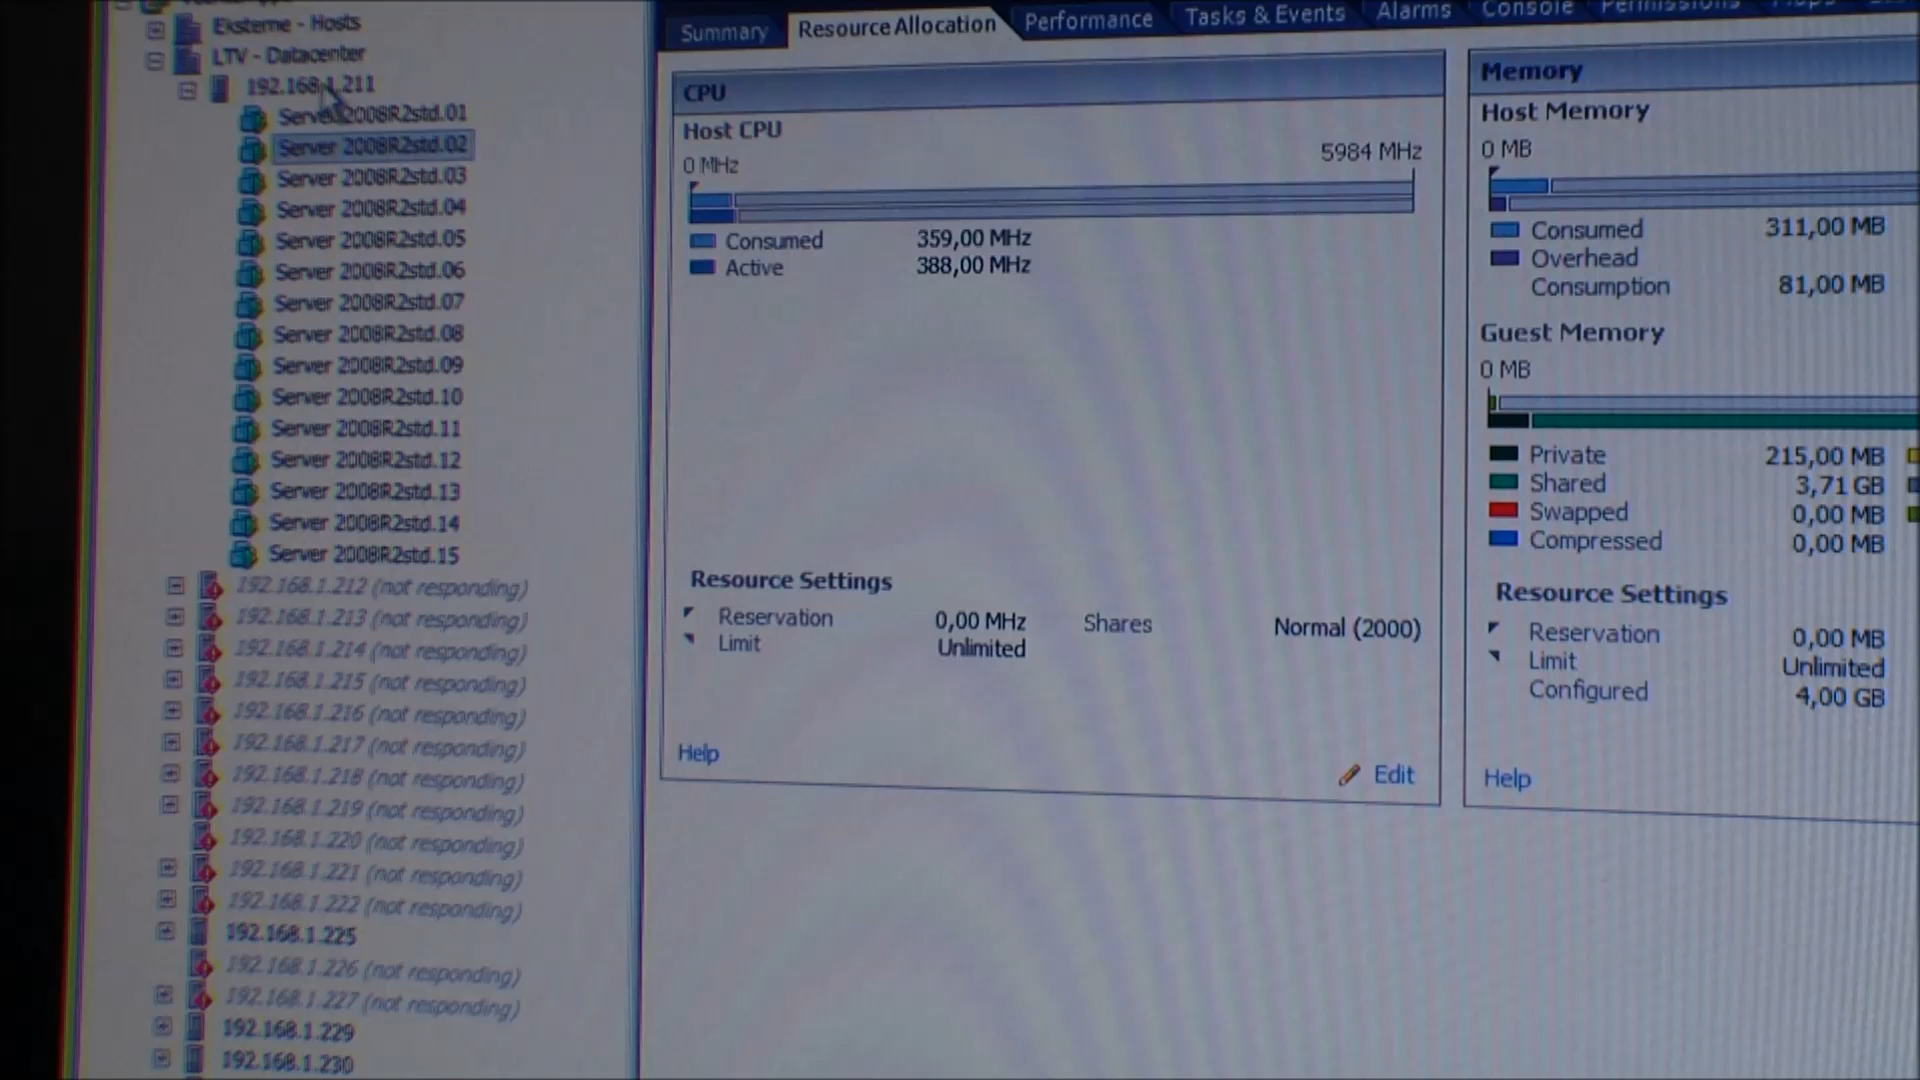 Eksterne - Hosts
LTV - Datacenter
192.168.1.211
Server 2008R2std.01
Server 2008R2std.02
Server 2008R2std.03
Server 2008R2std.04
Server 2008R2std.05
Server 2008R2std.06
Server 2008R2std.07
Server 2008R2std.08
Server 2008R2std.09
Server 2008R2std.10
Server 2008R2std.11
Server 2008R2std.12
Server 2008R2std.13
Server 2008R2std.14
Server 2008R2std.15
192.168.1.212 (not responding)
192.168.1.213 (not responding)
192.168.1.214 (not responding)
192.168.1.215 (not responding)
192.168.1.216 (not responding)
192.168.1.217 (not responding)
192.168.1.218 (not responding)
192.168.1.219 (not responding)
192.168.1.220 (not responding)
192.168.1.221 (not responding)
192.168.1.222 (not responding)
192.168.1.225
192.168.1.226 (not responding)
192.168.1.227 (not responding)
192.168.1.229
192.168.1.230
Summary Resource Allocation Performance Tasks & Events Alarms Console Permissions
CPU
Host CPU
0 MHz 5984 MHz
Consumed 359,00 MHz
Active 388,00 MHz
Resource Settings
Reservation 0,00 MHz Shares Normal (2000)
Limit Unlimited
Help Edit
Memory
Host Memory
0 MB
Consumed 311,00 MB
Overhead
Consumption 81,00 MB
Guest Memory
0 MB
Private 215,00 MB
Shared 3,71 GB
Swapped 0,00 MB
Compressed 0,00 MB
Resource Settings
Reservation 0,00 MB
Limit Unlimited
Configured 4,00 GB
Help